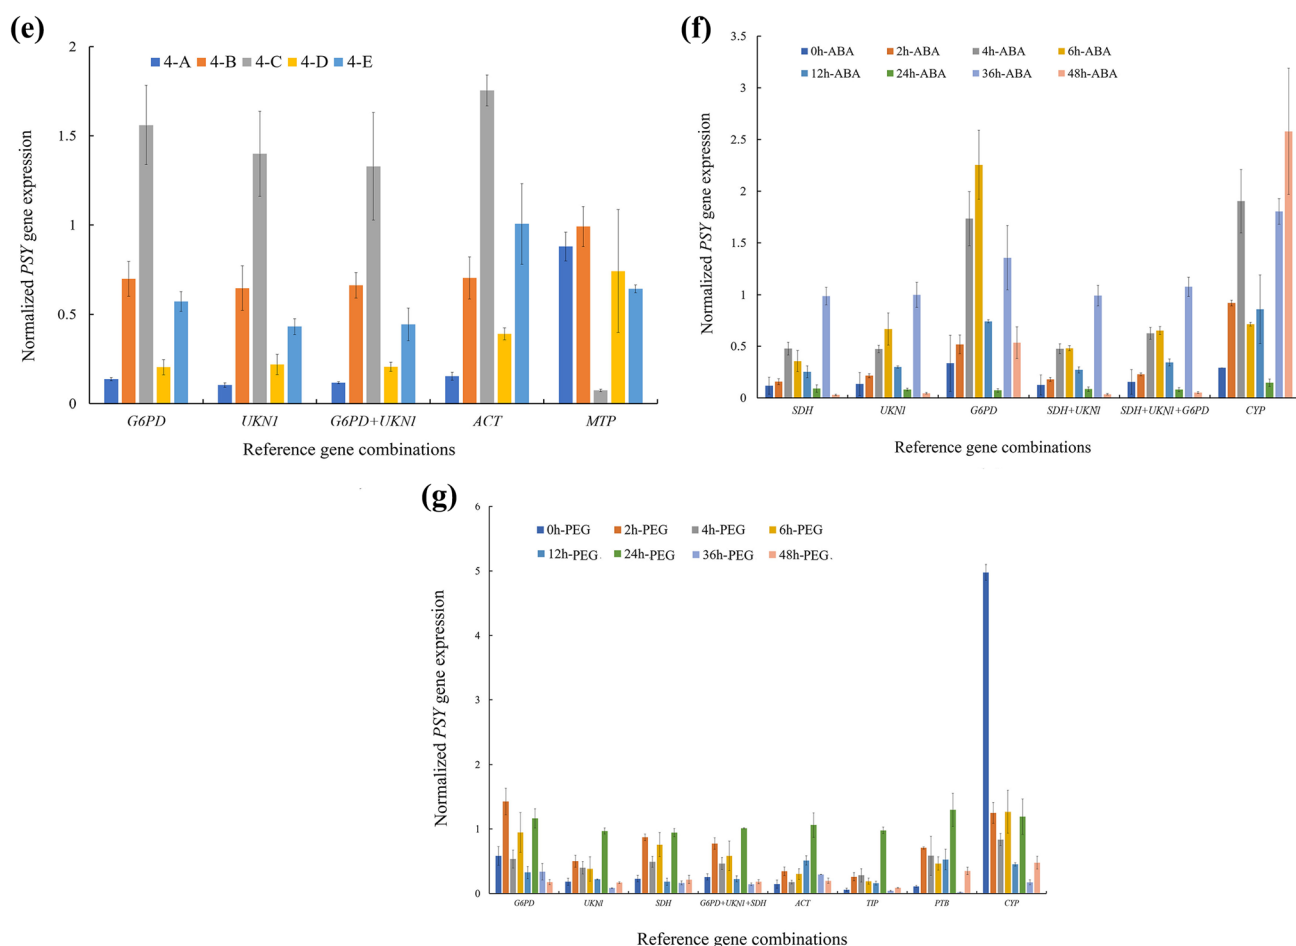 (e)
2
1.5
1
0.5
0
Normalized PSY gene expression
4-A 4-B 4-C 4-D 4-E
G6PD UKN1 G6PD+UKN1 ACT MTP
Reference gene combinations
(f)
3.5
3
2.5
2
1.5
1
0.5
0
Normalized PSY gene expression
0h-ABA 2h-ABA 4h-ABA 6h-ABA
12h-ABA 24h-ABA 36h-ABA 48h-ABA
SDH UKN1 G6PD SDH+UKN1 SDH+UKN1+G6PD CYP
Reference gene combinations
(g)
6
5
4
3
2
1
0
Normalized PSY gene expression
0h-PEG 2h-PEG 4h-PEG 6h-PEG
12h-PEG. 24h-PEG 36h-PEG 48h-PEG.
G6PD UKN1 SDH G6PD+UKN1+SDH ACT TIP PTB CYP
Reference gene combinations